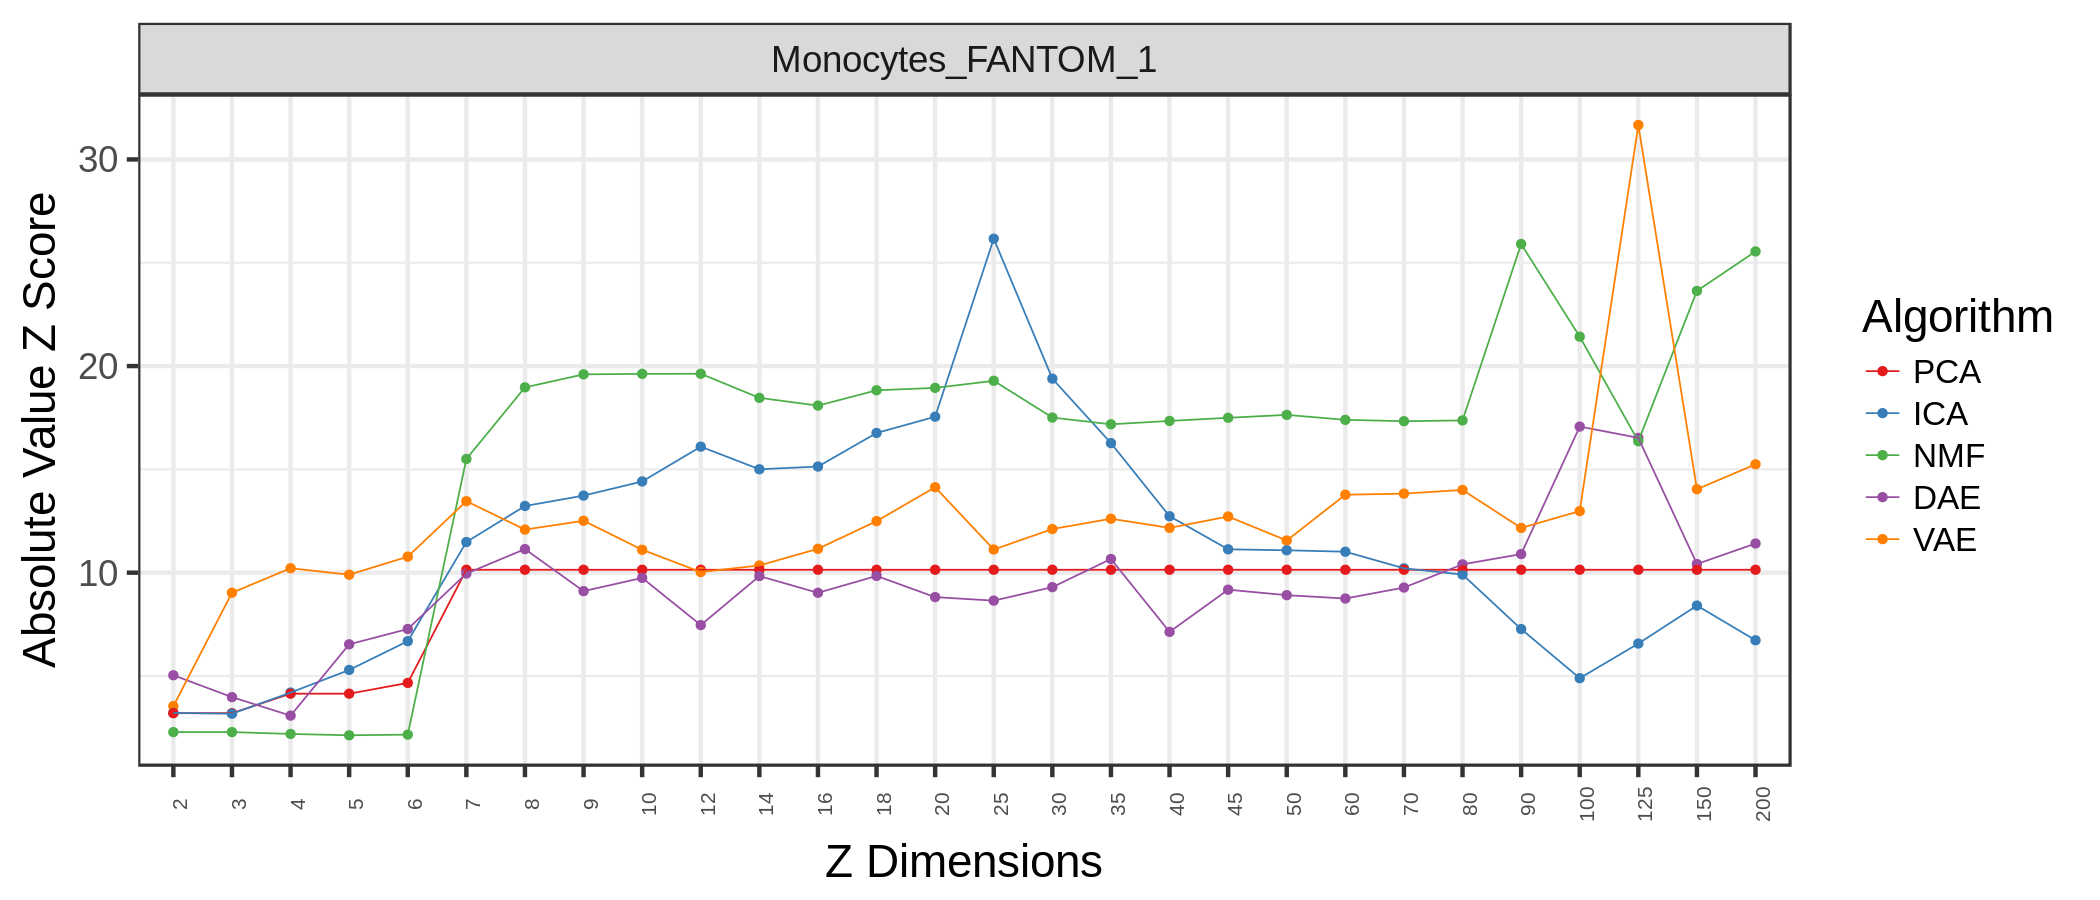 Monocytes_FANTOM_1
Absolute Value Z Score
30
20
10
2 3 4 5 6 7 8 9 10 12 14 16 18 20 25 30 35 40 45 50 60 70 80 90 100 125 150 200
Z Dimensions
Algorithm
PCA
ICA
NMF
DAE
VAE